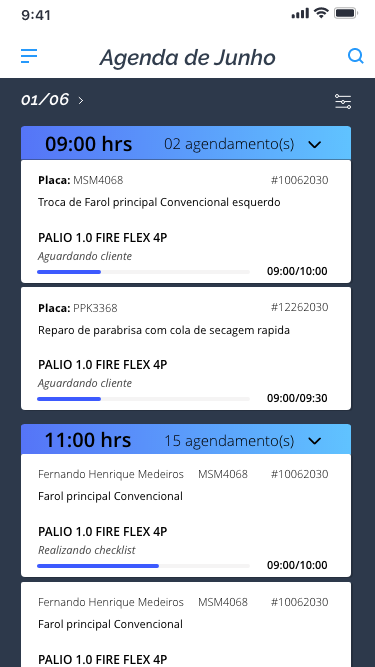 9:41
Agenda de Junho
01/06
09:00 hrs 02 agendamento(s)
Placa: MSM4068 #10062030
Troca de Farol principal Convencional esquerdo
PALIO 1.0 FIRE FLEX 4P
Aguardando cliente
09:00/10:00
Placa: PPK3368 #12262030
Reparo de parabrisa com cola de secagem rapida
PALIO 1.0 FIRE FLEX 4P
Aguardando cliente
09:00/09:30
11:00 hrs 15 agendamento(s)
Fernando Henrique Medeiros MSM4068 #10062030
Farol principal Convencional
PALIO 1.0 FIRE FLEX 4P
Realizando checklist
09:00/10:00
Fernando Henrique Medeiros MSM4068 #10062030
Farol principal Convencional
PALIO 1.0 FIRE FLEX 4P